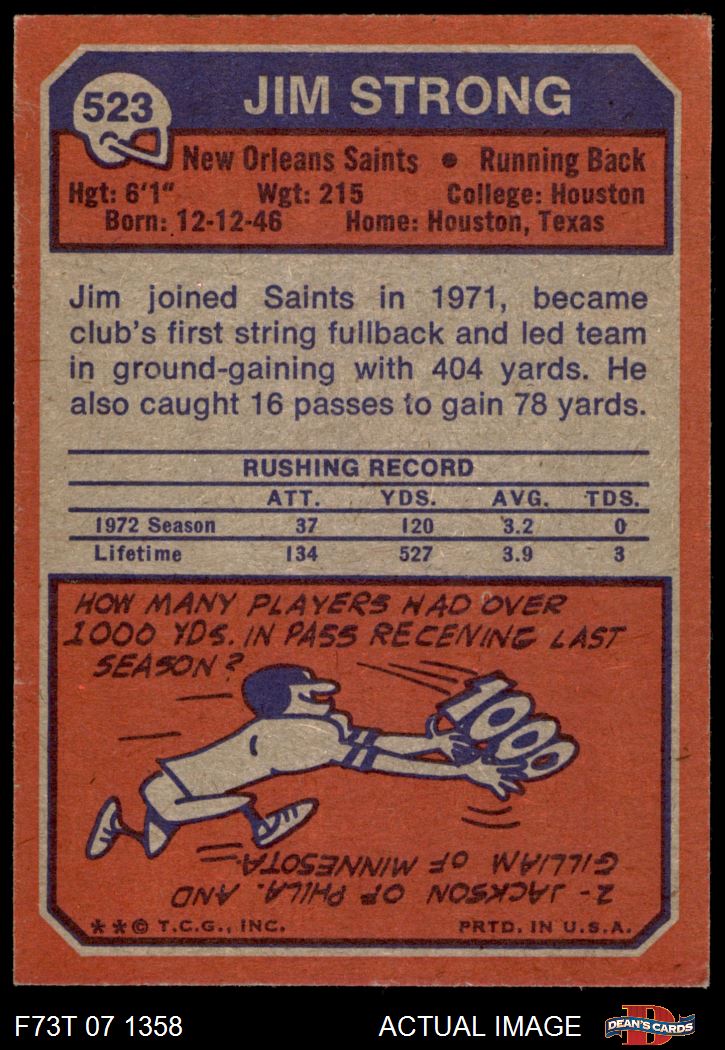 523
JIM STRONG
New Orleans Saints • Running Back
Hgt: 6'1" Wgt: 215 College: Houston
Born: 12-12-46 Home: Houston, Texas
Jim joined Saints in 1971, became
club's first string fullback and led team
in ground-gaining with 404 yards. He
also caught 16 passes to gain 78 yards.
RUSHING RECORD
ATT. YDS. AVG. TDS.
1972 Season 37 120 3.2 0
Lifetime 134 527 3.9 3
HOW MANY PLAYERS HAD OVER
1000 YDS. IN PASS RECEIVING LAST
SEASON?
1000
2-JACKSON OF PHILA. AND
GILLIAM OF MINNESOTA.
**© T.C.G., INC. PRTD. IN U.S.A.
F73T 07 1358 ACTUAL IMAGE DEAN'S CARDS